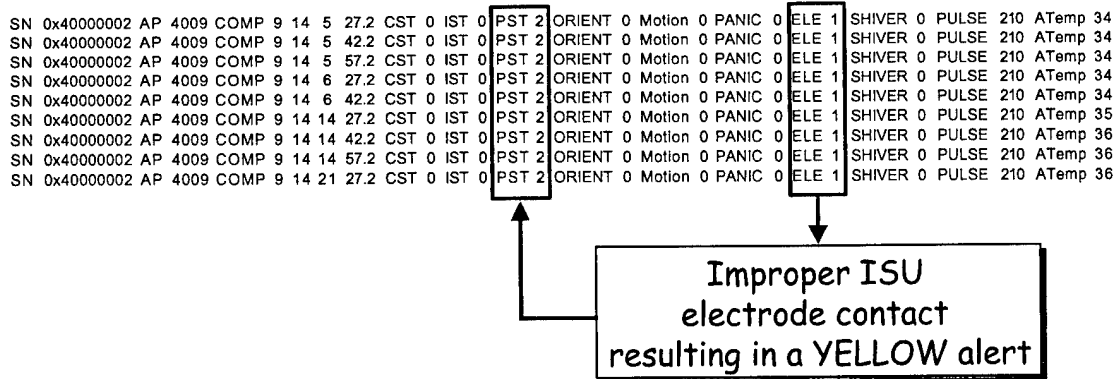 SN 0x40000002 AP 4009 COMP 9 14 5 27.2 CST 0 IST 0 PST 2 ORIENT 0 Motion 0 PANIC 0 ELE 1 SHIVER 0 PULSE 210 ATemp 34
SN 0x40000002 AP 4009 COMP 9 14 5 42.2 CST 0 IST 0 PST 2 ORIENT 0 Motion 0 PANIC 0 ELE 1 SHIVER 0 PULSE 210 ATemp 34
SN 0x40000002 AP 4009 COMP 9 14 5 57.2 CST 0 IST 0 PST 2 ORIENT 0 Motion 0 PANIC 0 ELE 1 SHIVER 0 PULSE 210 ATemp 34
SN 0x40000002 AP 4009 COMP 9 14 6 27.2 CST 0 IST 0 PST 2 ORIENT 0 Motion 0 PANIC 0 ELE 1 SHIVER 0 PULSE 210 ATemp 34
SN 0x40000002 AP 4009 COMP 9 14 6 42.2 CST 0 IST 0 PST 2 ORIENT 0 Motion 0 PANIC 0 ELE 1 SHIVER 0 PULSE 210 ATemp 34
SN 0x40000002 AP 4009 COMP 9 14 14 27.2 CST 0 IST 0 PST 2 ORIENT 0 Motion 0 PANIC 0 ELE 1 SHIVER 0 PULSE 210 ATemp 35
SN 0x40000002 AP 4009 COMP 9 14 14 42.2 CST 0 IST 0 PST 2 ORIENT 0 Motion 0 PANIC 0 ELE 1 SHIVER 0 PULSE 210 ATemp 36
SN 0x40000002 AP 4009 COMP 9 14 14 57.2 CST 0 IST 0 PST 2 ORIENT 0 Motion 0 PANIC 0 ELE 1 SHIVER 0 PULSE 210 ATemp 36
SN 0x40000002 AP 4009 COMP 9 14 21 27.2 CST 0 IST 0 PST 2 ORIENT 0 Motion 0 PANIC 0 ELE 1 SHIVER 0 PULSE 210 ATemp 36
Improper ISU
electrode contact
resulting in a YELLOW alert